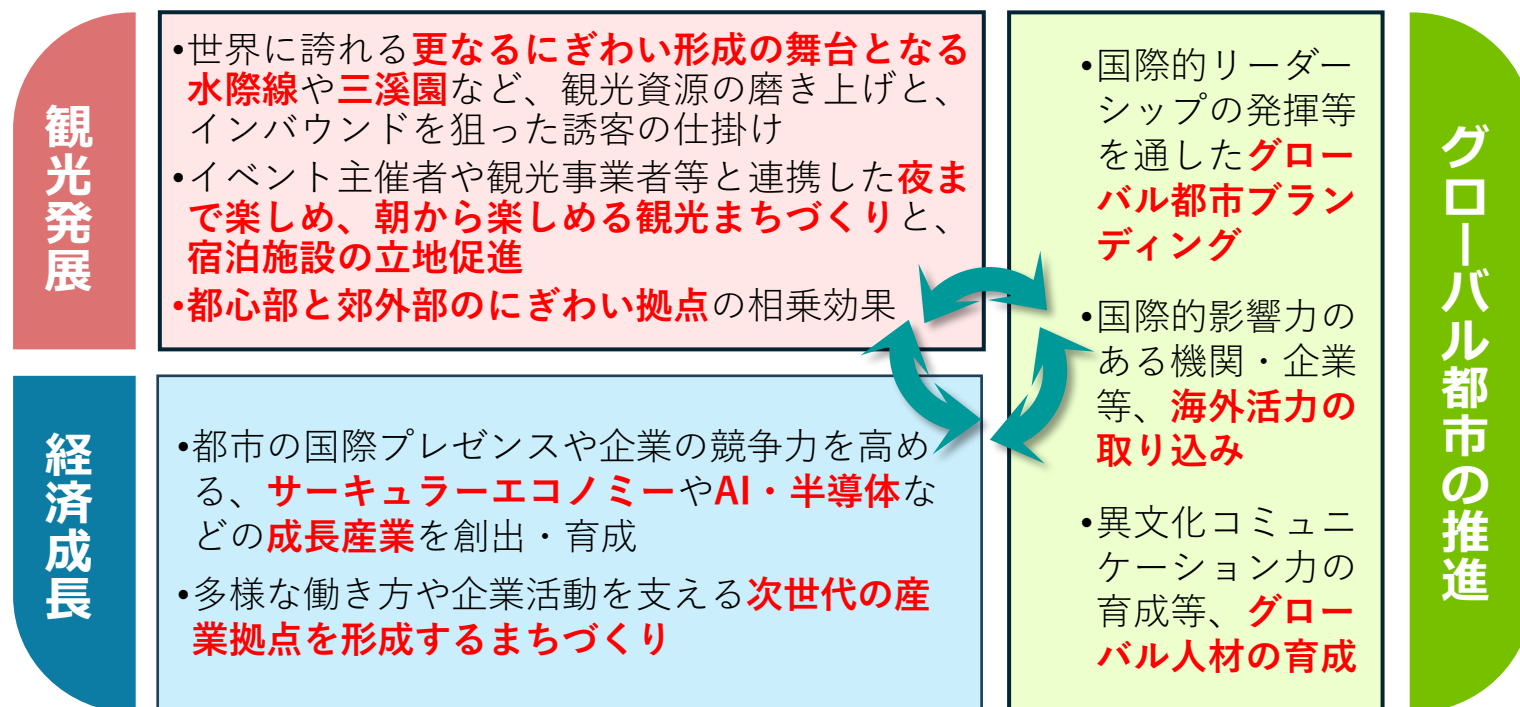 観光発展
•世界に誇れる更なるにぎわい形成の舞台となる
水際線や三溪園など、観光資源の磨き上げと、
インバウンドを狙った誘客の仕掛け
•イベント主催者や観光事業者等と連携した夜ま
で楽しめ、朝から楽しめる観光まちづくりと、
宿泊施設の立地促進
•都心部と郊外部のにぎわい拠点の相乗効果
経済成長
•都市の国際プレゼンスや企業の競争力を高め
る、サーキュラーエコノミーやAI・半導体な
どの成長産業を創出・育成
•多様な働き方や企業活動を支える次世代の産
業拠点を形成するまちづくり
•国際的リーダー
シップの発揮等
を通したグロー
バル都市ブラン
ディング
•国際的影響力の
ある機関・企業
等、海外活力の
取り込み
•異文化コミュニ
ケーション力の
育成等、グロー
バル人材の育成
グローバル都市の推進